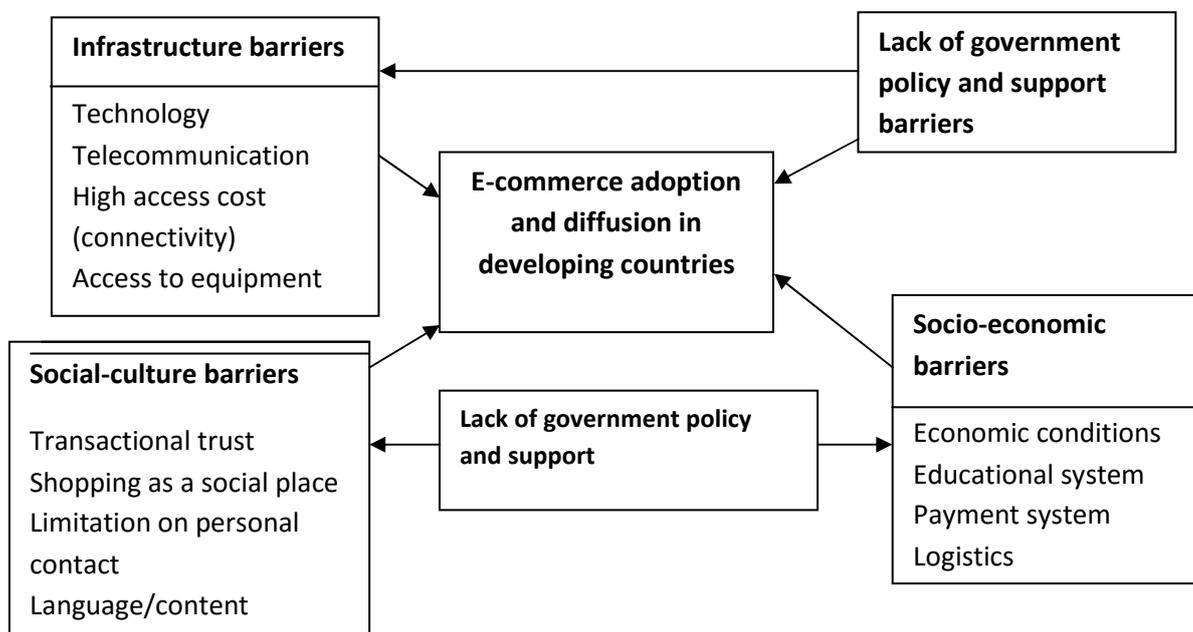 Infrastructure barriers
Technology
Telecommunication
High access cost
(connectivity)
Access to equipment
Lack of government
policy and support
barriers
E-commerce adoption
and diffusion in
developing countries
Social-culture barriers
Transactional trust
Shopping as a social place
Limitation on personal
contact
Language/content
Lack of government policy
and support
Socio-economic
barriers
Economic conditions
Educational system
Payment system
Logistics